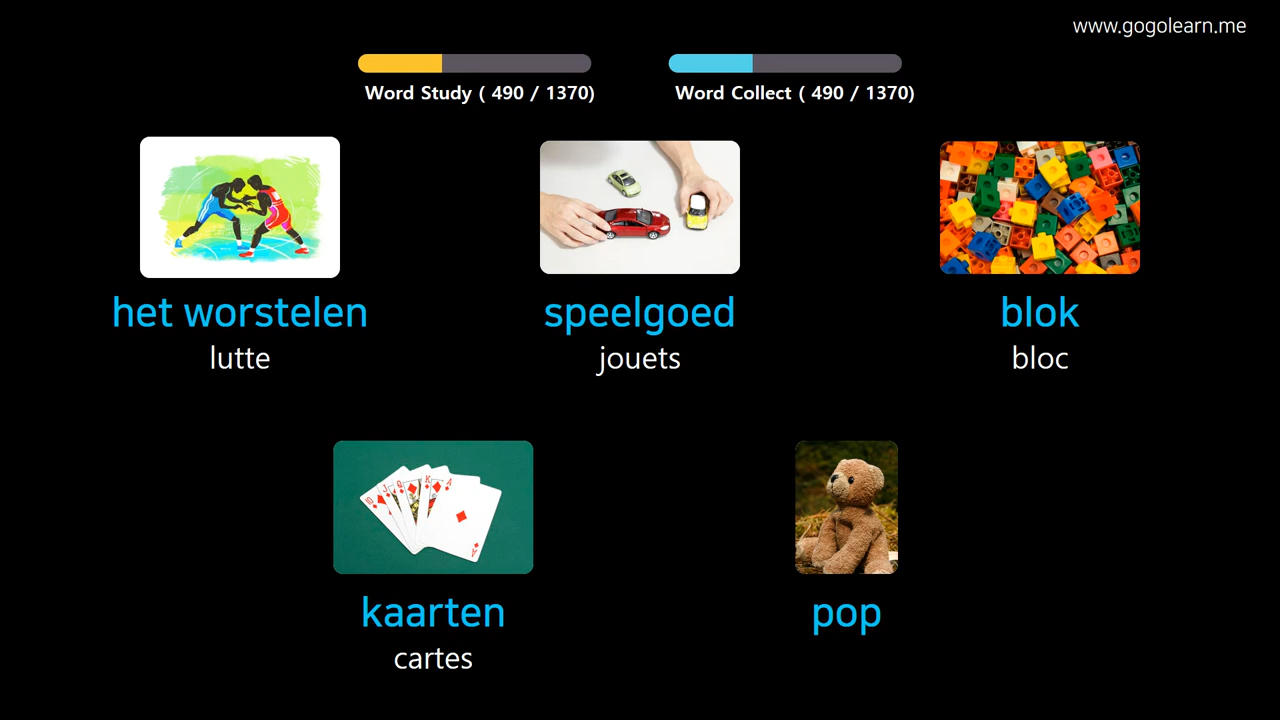 www.gogolearn.me
Word Study ( 490 / 1370)
Word Collect ( 490 / 1370)
het worstelen
lutte
speelgoed
jouets
blok
bloc
kaarten
cartes
pop